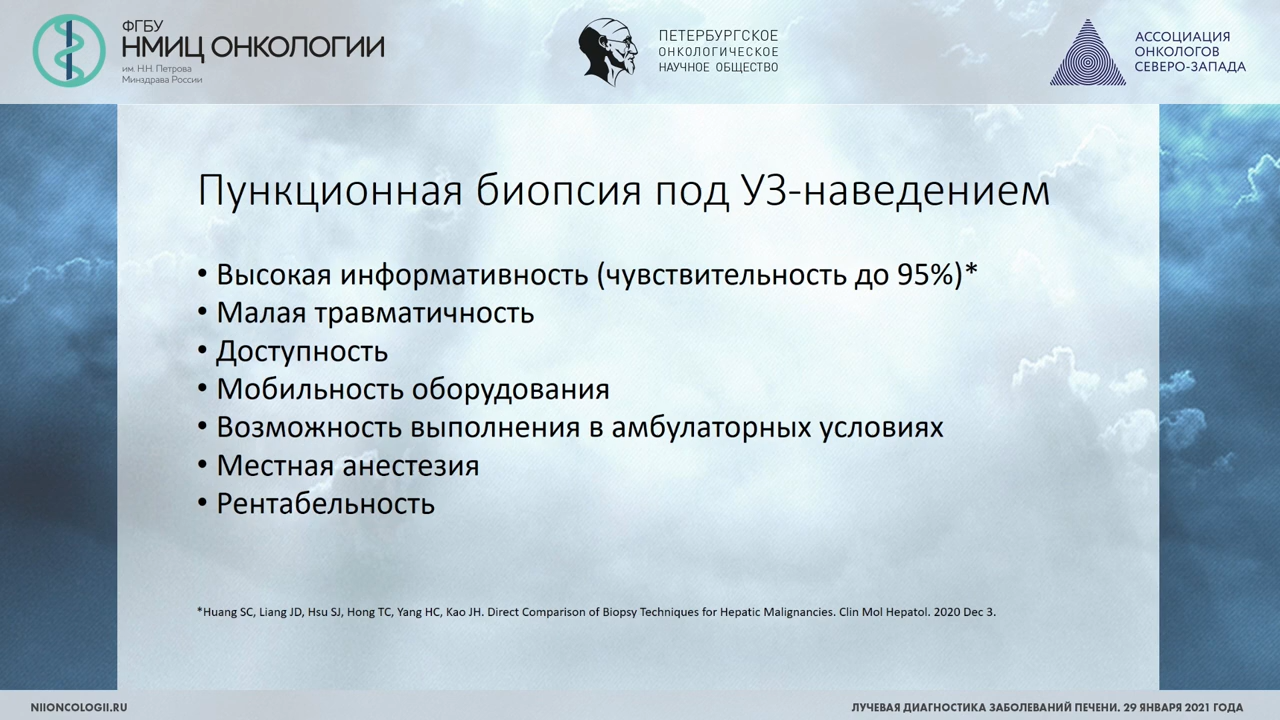 ФГБУ
НМИЦ ОНКОЛОГИИ
им. Н.Н. Петрова
Минздрава России
ПЕТЕРБУРГСКОЕ
ОНКОЛОГИЧЕСКОЕ
НАУЧНОЕ ОБЩЕСТВО
АССОЦИАЦИЯ
ОНКОЛОГОВ
СЕВЕРО-ЗАПАДА
Пункционная биопсия под УЗ-наведением
• Высокая информативность (чувствительность до 95%)*
• Малая травматичность
• Доступность
• Мобильность оборудования
• Возможность выполнения в амбулаторных условиях
• Местная анестезия
• Рентабельность
*Huang SC, Liang JD, Hsu SJ, Hong TC, Yang HC, Kao JH. Direct Comparison of Biopsy Techniques for Hepatic Malignancies. Clin Mol Hepatol. 2020 Dec 3.
NIIONCOLOGII.RU
ЛУЧЕВАЯ ДИАГНОСТИКА ЗАБОЛЕВАНИЙ ПЕЧЕНИ. 29 ЯНВАРЯ 2021 ГОДА